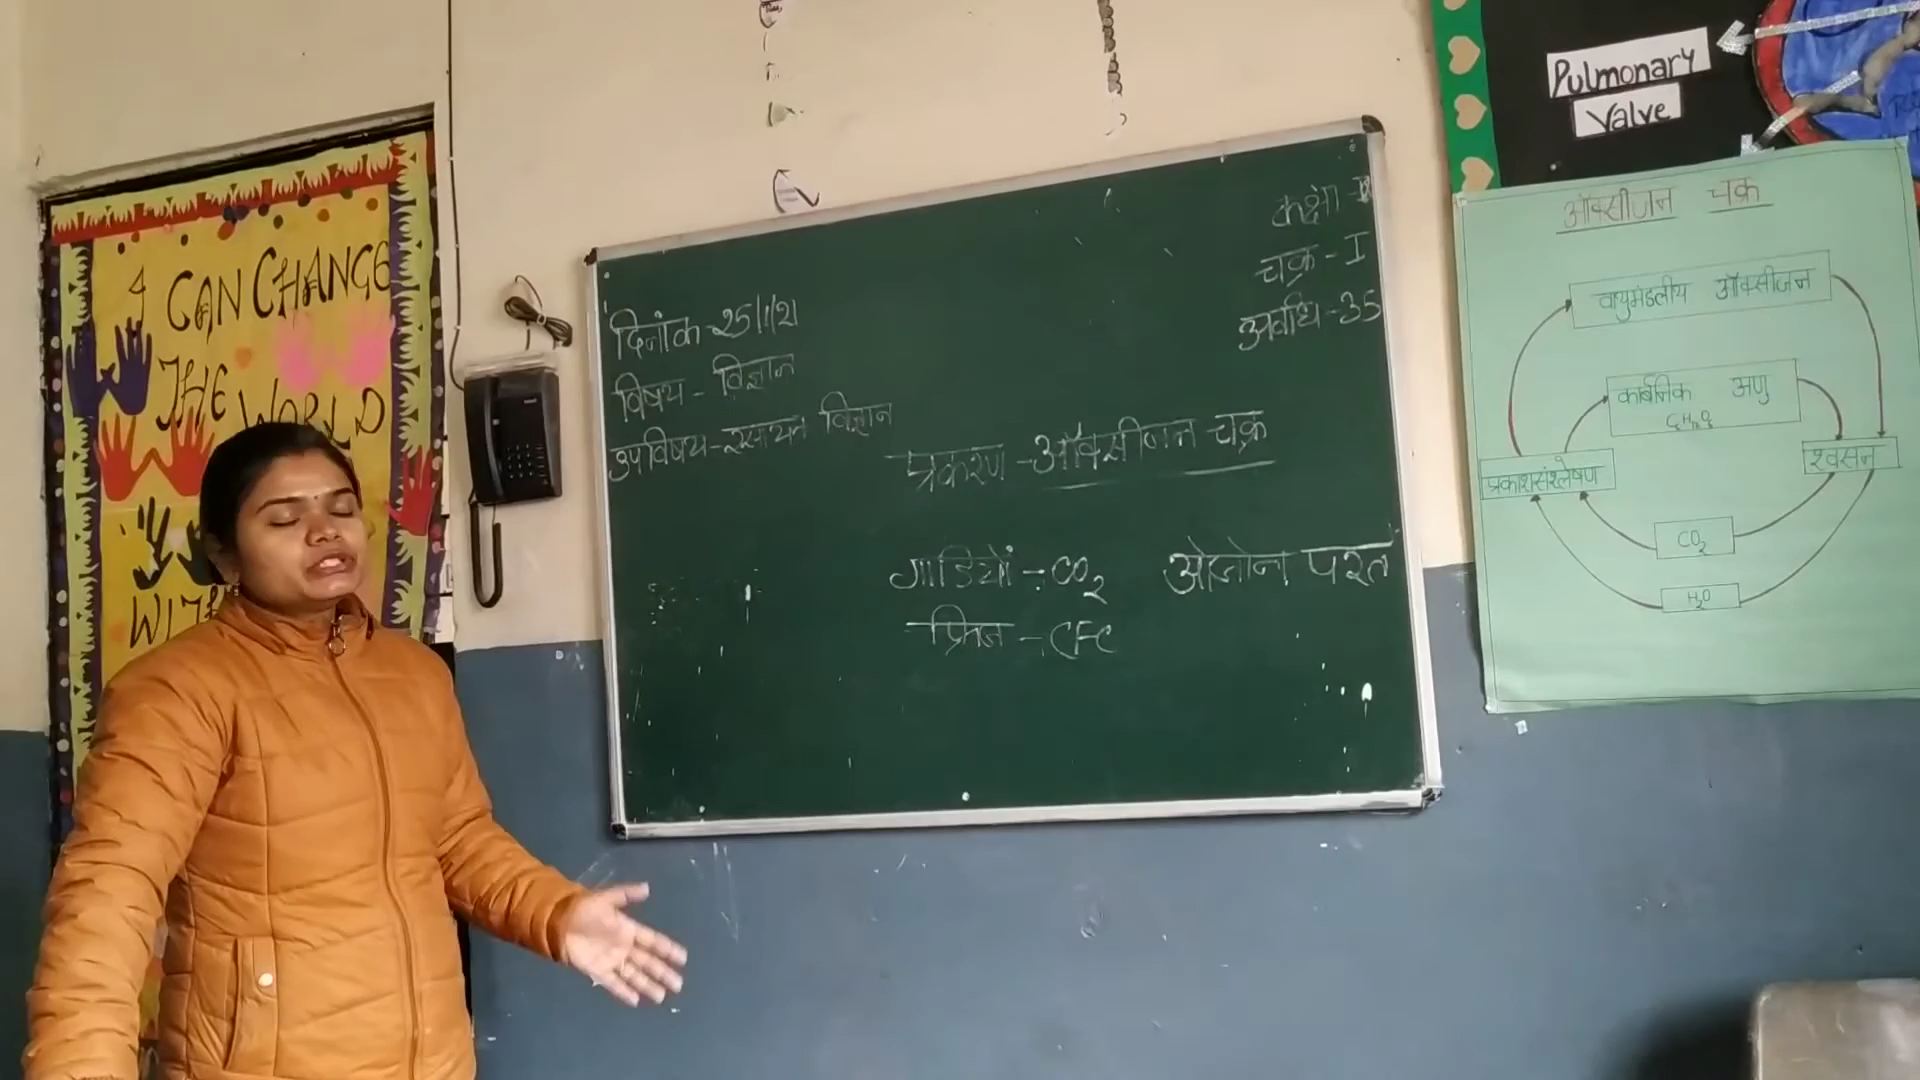 I CAN CHANGE
THE WORLD
WITH
दिनांक - 25/1/21
विषय - विज्ञान
उपविषय - रसायन विज्ञान
कक्षा -
चक्र - I
अवधि - 35
प्रकरण - ऑक्सीजन चक्र
गाडियों - CO2
फ्रिज - CFC
ओजोन परत
Pulmonary
Valve
ऑक्सीजन चक्र
वायुमंडलीय ऑक्सीजन
कार्बनिक अणु
C6H12O6
प्रकाशसंश्लेषण
श्वसन
CO2
H2O